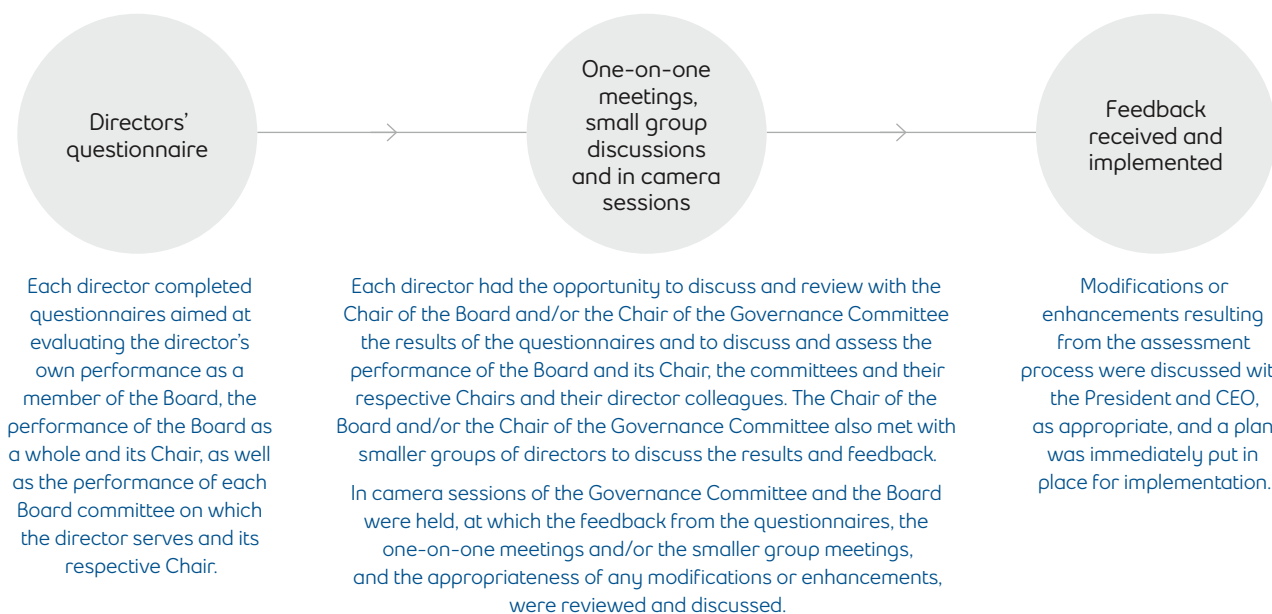 Directors’
questionnaire
One-on-one
meetings,
small group
discussions
and in camera
sessions
Feedback
received and
implemented
Each director completed
questionnaires aimed at
evaluating the director’s
own performance as a
member of the Board, the
performance of the Board as
a whole and its Chair, as well
as the performance of each
Board committee on which
the director serves and its
respective Chair.
Each director had the opportunity to discuss and review with the
Chair of the Board and/or the Chair of the Governance Committee
the results of the questionnaires and to discuss and assess the
performance of the Board and its Chair, the committees and their
respective Chairs and their director colleagues. The Chair of the
Board and/or the Chair of the Governance Committee also met with
smaller groups of directors to discuss the results and feedback.
In camera sessions of the Governance Committee and the Board
were held, at which the feedback from the questionnaires, the
one-on-one meetings and/or the smaller group meetings,
and the appropriateness of any modifications or enhancements,
were reviewed and discussed.
Modifications or
enhancements resulting
from the assessment
process were discussed with
the President and CEO,
as appropriate, and a plan
was immediately put in
place for implementation.